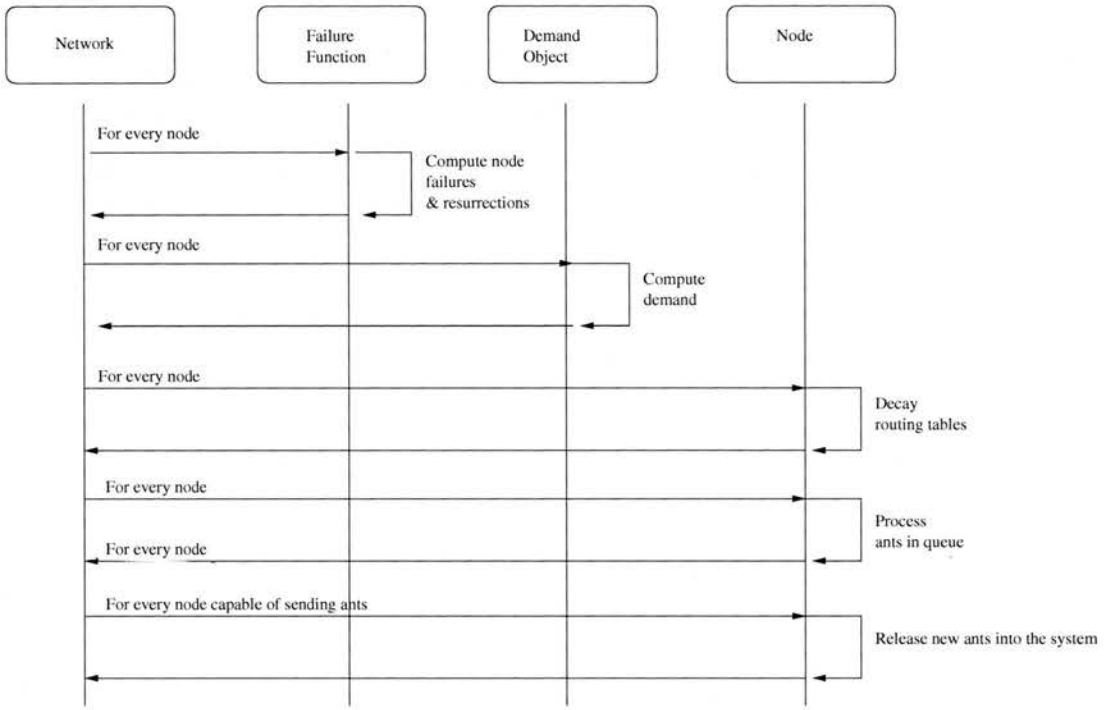 Network
Failure
Function
Demand
Object
Node
For every node
Compute node
failures
& resurrections
For every node
Compute
demand
For every node
Decay
routing tables
For every node
Process
ants in queue
For every node
For every node capable of sending ants
Release new ants into the system